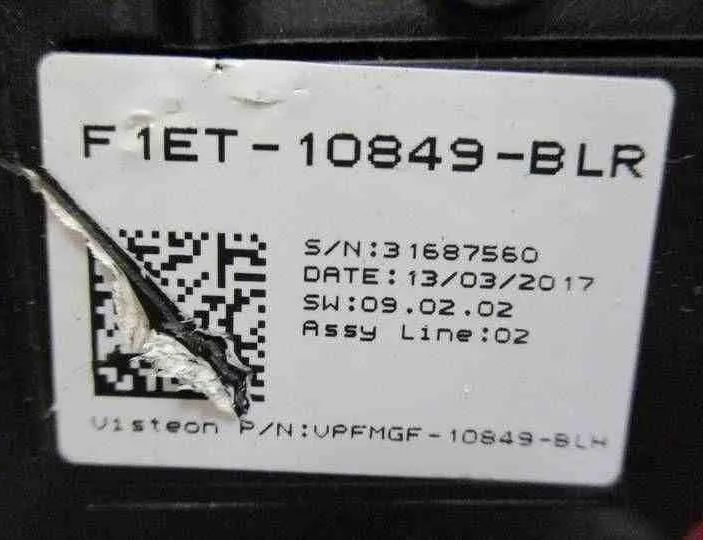 F1ET-10849-BLR
S/N:31687560
DATE:13/03/2017
SW:09.02.02
Assy Line:02
Visteon P/N:VPFMGF-10849-BLH